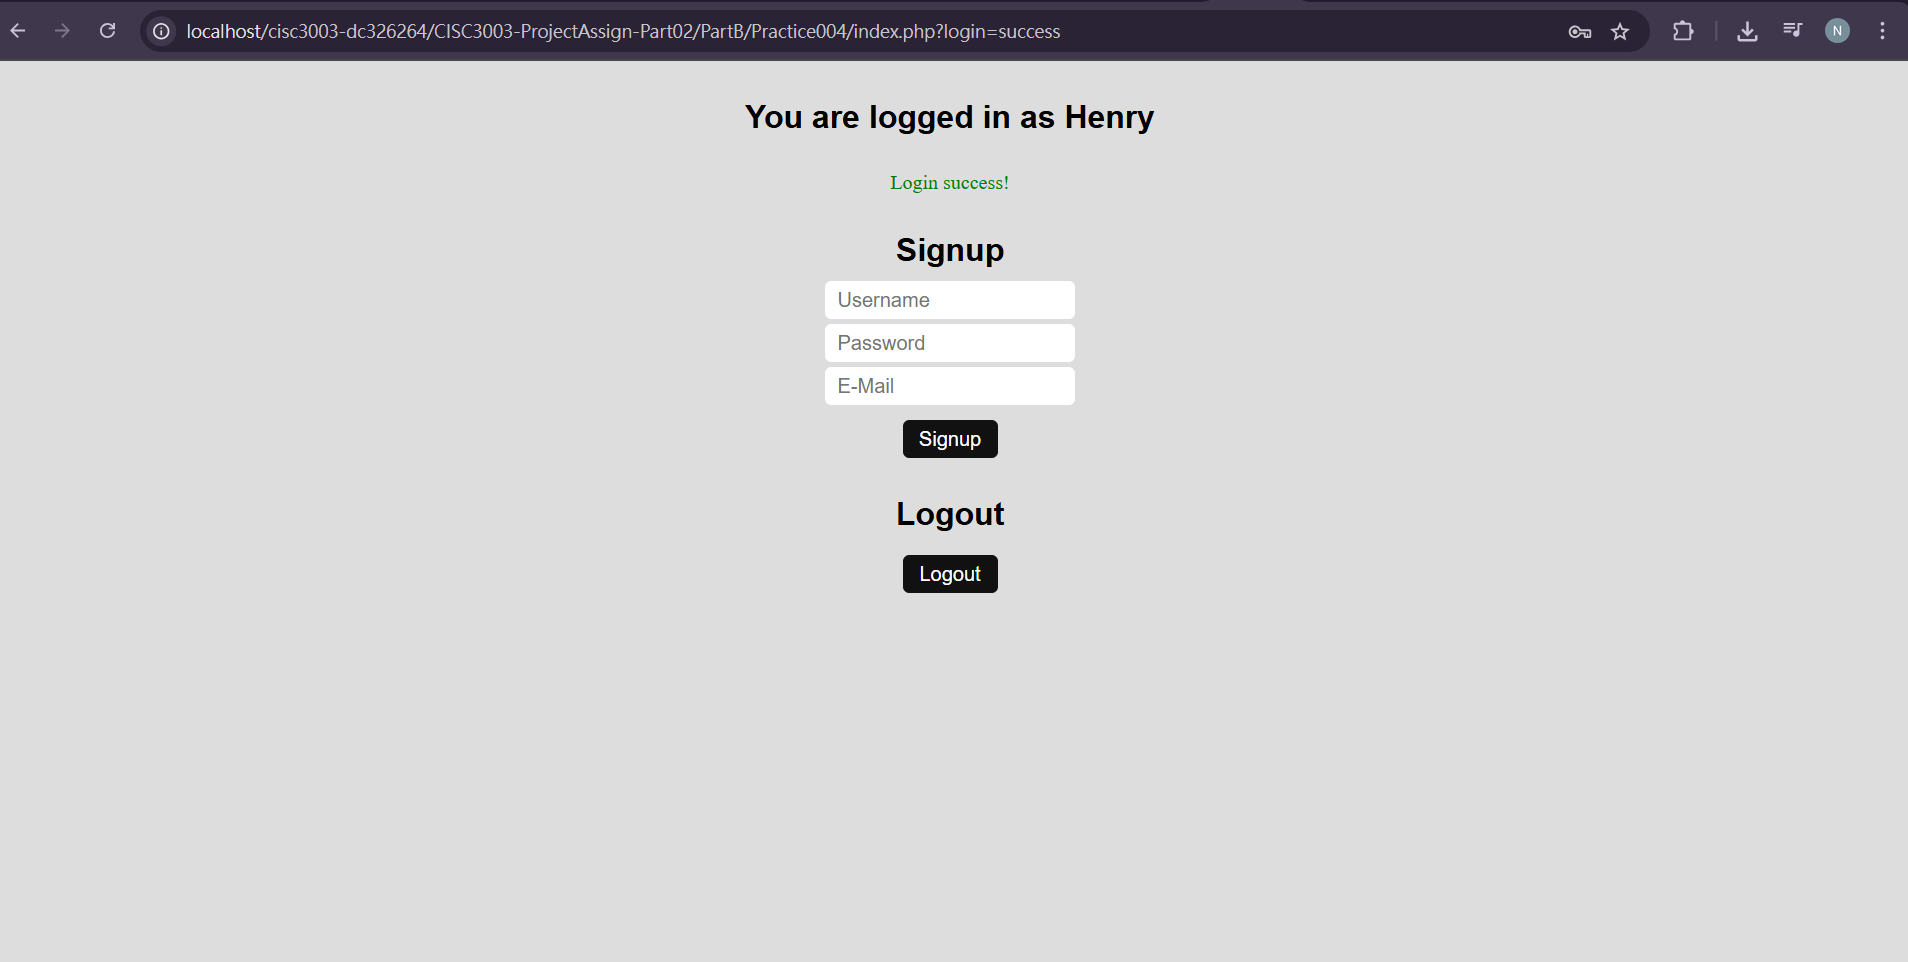 localhost/cisc3003-dc326264/CISC3003-ProjectAssign-Part02/PartB/Practice004/index.php?login=success
N
You are logged in as Henry
Login success!
Signup
Username
Password
E-Mail
Signup
Logout
Logout